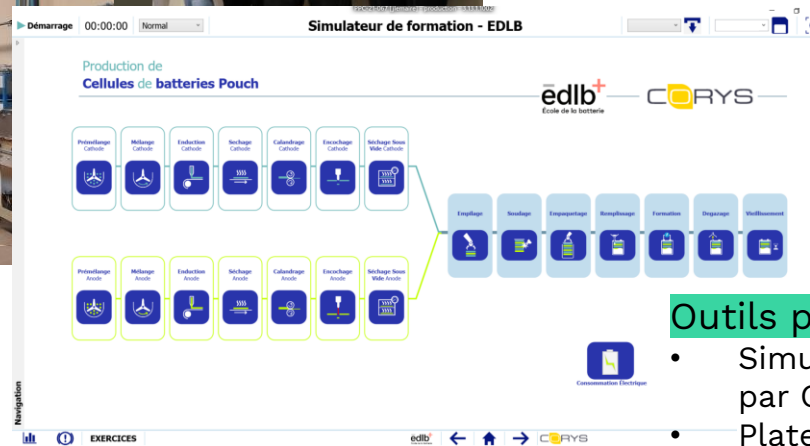 Démarrage 00:00:00 Normal
Simulateur de formation - EDLB
Production de
Cellules de batteries Pouch
ēdlb+
École de la batterie
CORYS
Prémélange Cathode
Mélange Cathode
Enduction Cathode
Sechage Cathode
Calandrage Cathode
Encochage Cathode
Séchage Sous Vide Cathode
Empilage
Soudage
Empaquetage
Remplissage
Formation
Degazage
Vieillissement
Prémélange Anode
Mélange Anode
Enduction Anode
Séchage Anode
Calandrage Anode
Encochage Anode
Séchage Sous Vide Anode
Consommation Électrique
Outils p
• Simu
par C
• Plate
Navigation
EXERCICES
ēdlb+
CORYS